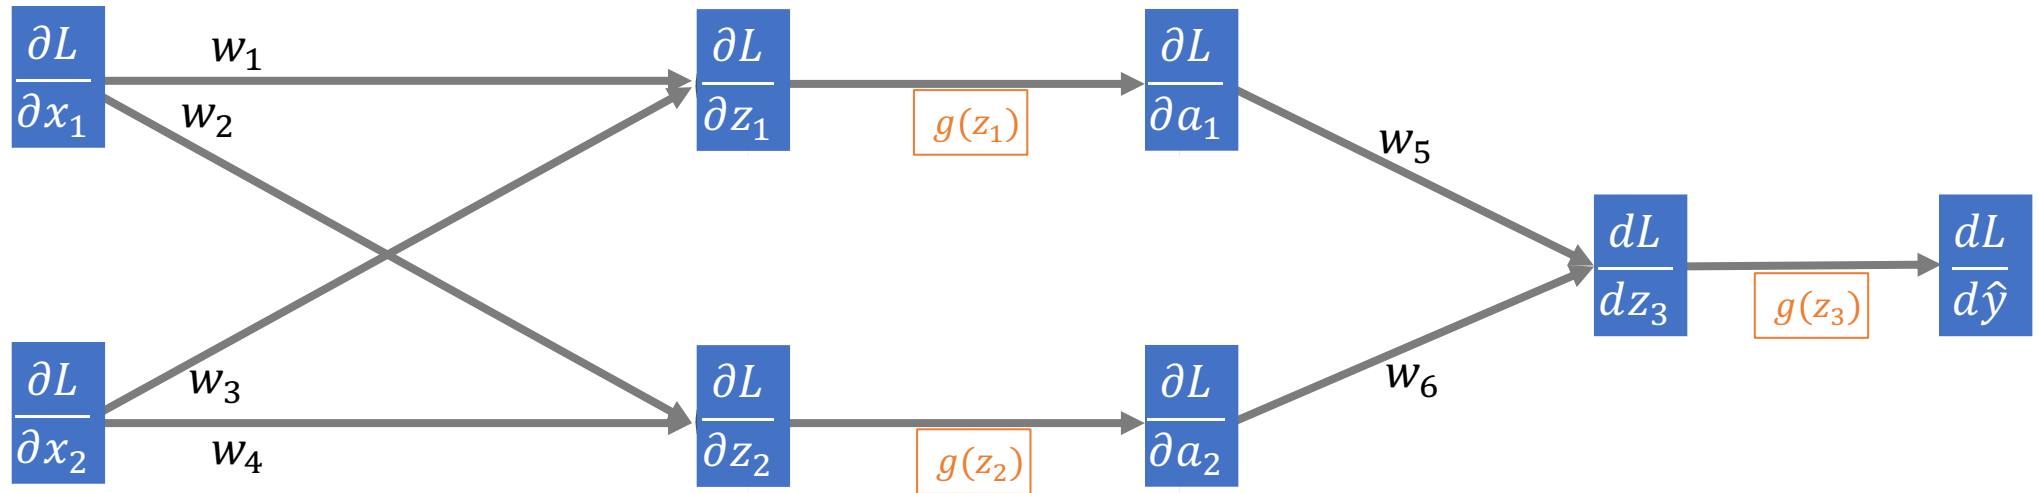 ∂L/∂x₁
w₁
w₂
∂L/∂z₁
g(z₁)
∂L/∂a₁
w₅
dL/dz₃
g(z₃)
dL/dŷ
∂L/∂x₂
w₃
w₄
∂L/∂z₂
g(z₂)
∂L/∂a₂
w₆